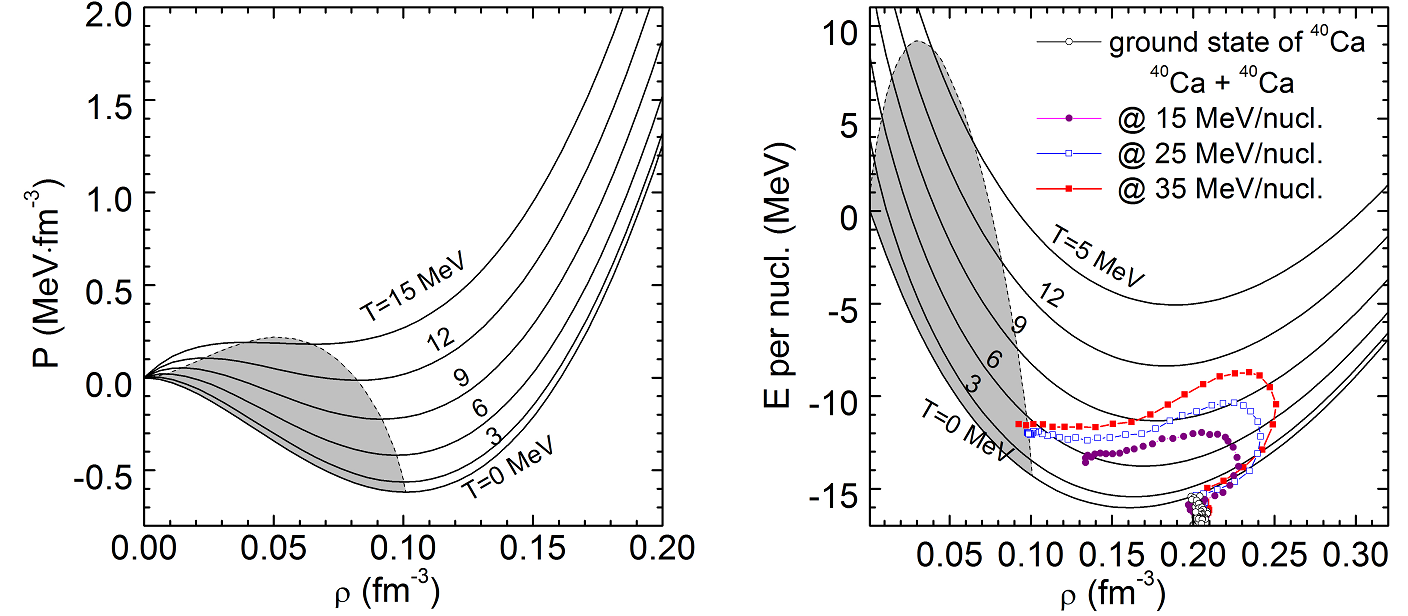 2.0
1.5
1.0
0.5
0.0
-0.5
P (MeV·fm⁻³)
T=15 MeV
12
9
6
3
T=0 MeV
0.00 0.05 0.10 0.15 0.20
ρ (fm⁻³)
10
5
0
-5
-10
-15
E per nucl. (MeV)
ground state of ⁴⁰Ca
⁴⁰Ca + ⁴⁰Ca
@ 15 MeV/nucl.
@ 25 MeV/nucl.
@ 35 MeV/nucl.
T=5 MeV
12
9
6
3
T=0 MeV
0.05 0.10 0.15 0.20 0.25 0.30
ρ (fm⁻³)